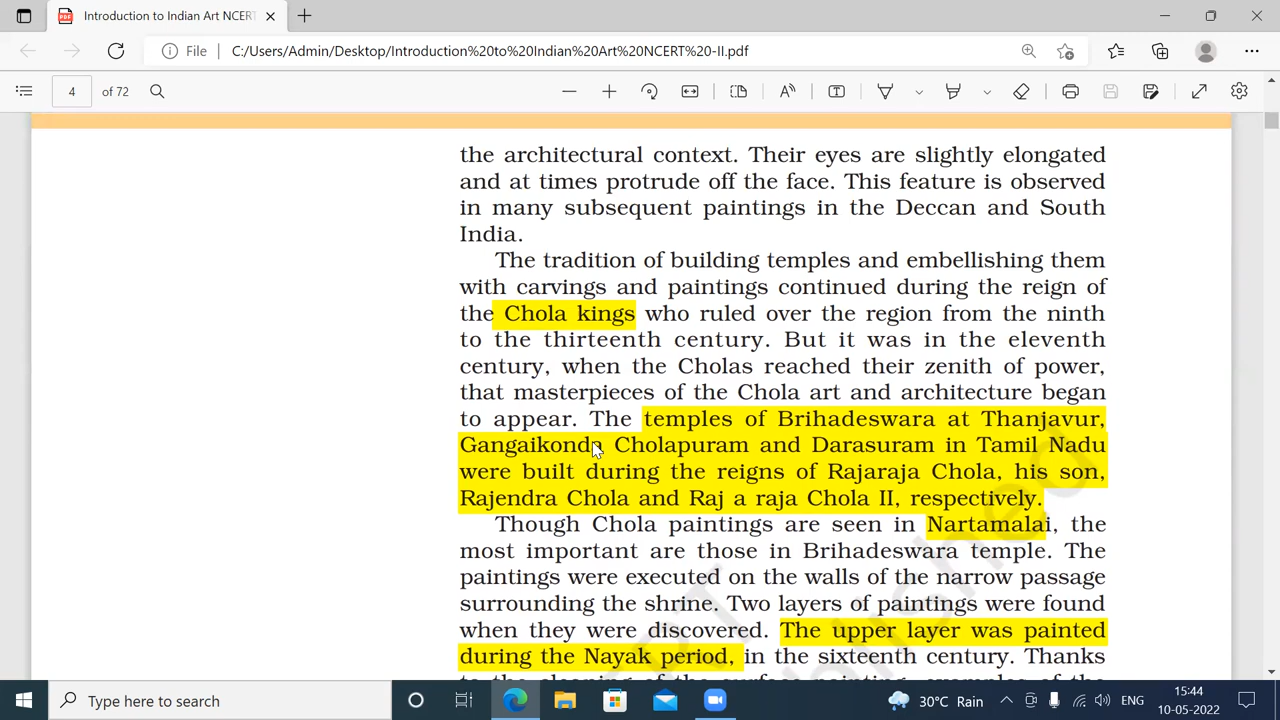 Introduction to Indian Art NCERT
File
C:/Users/Admin/Desktop/Introduction%20to%20Indian%20Art%20NCERT%20-II.pdf
4 of 72
the architectural context. Their eyes are slightly elongated
and at times protrude off the face. This feature is observed
in many subsequent paintings in the Deccan and South
India.
The tradition of building temples and embellishing them
with carvings and paintings continued during the reign of
the Chola kings who ruled over the region from the ninth
to the thirteenth century. But it was in the eleventh
century, when the Cholas reached their zenith of power,
that masterpieces of the Chola art and architecture began
to appear. The temples of Brihadeswara at Thanjavur,
Gangaikonda Cholapuram and Darasuram in Tamil Nadu
were built during the reigns of Rajaraja Chola, his son,
Rajendra Chola and Raj a raja Chola II, respectively.
Though Chola paintings are seen in Nartamalai, the
most important are those in Brihadeswara temple. The
paintings were executed on the walls of the narrow passage
surrounding the shrine. Two layers of paintings were found
when they were discovered. The upper layer was painted
during the Nayak period, in the sixteenth century. Thanks
Type here to search
30°C Rain
ENG
15:44
10-05-2022